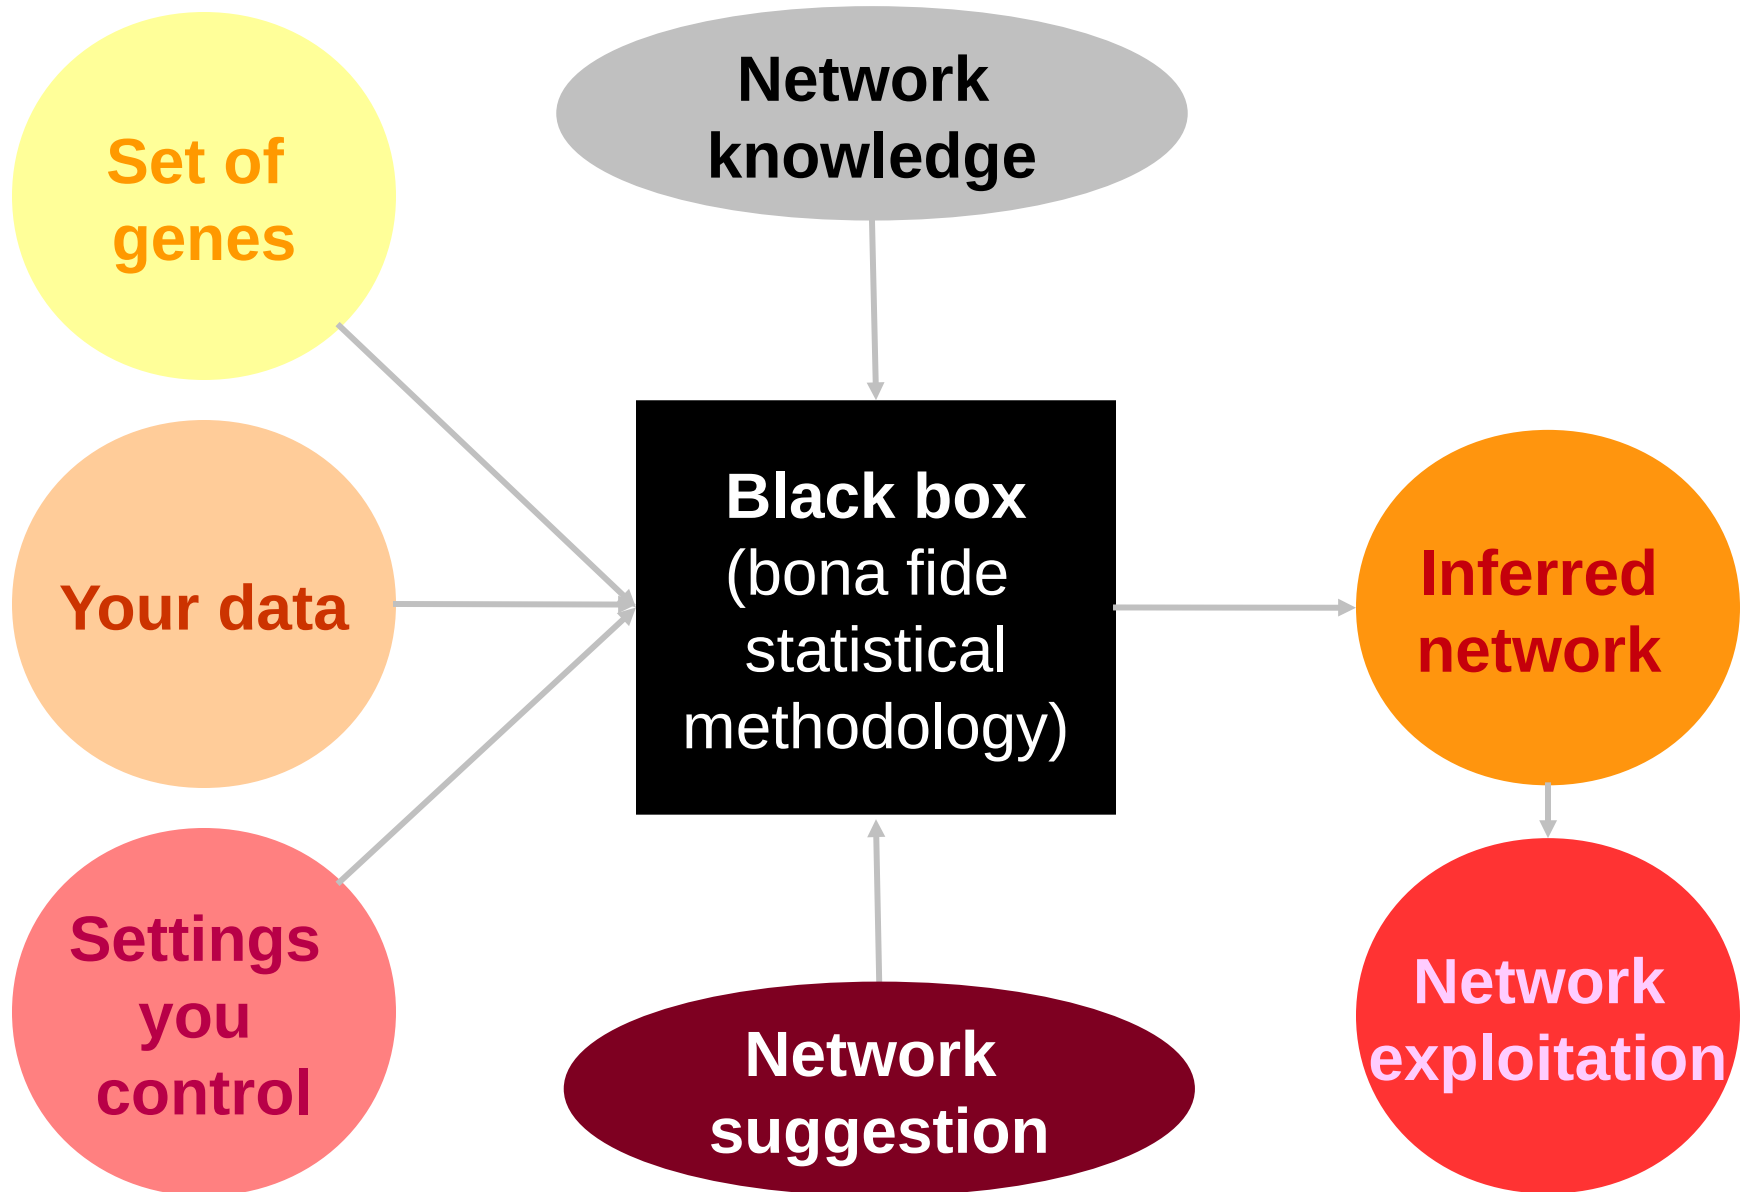 Set of
genes
Your data
Settings
you
control
Network
knowledge
Black box
(bona fide
statistical
methodology)
Network
suggestion
Inferred
network
Network
exploitation